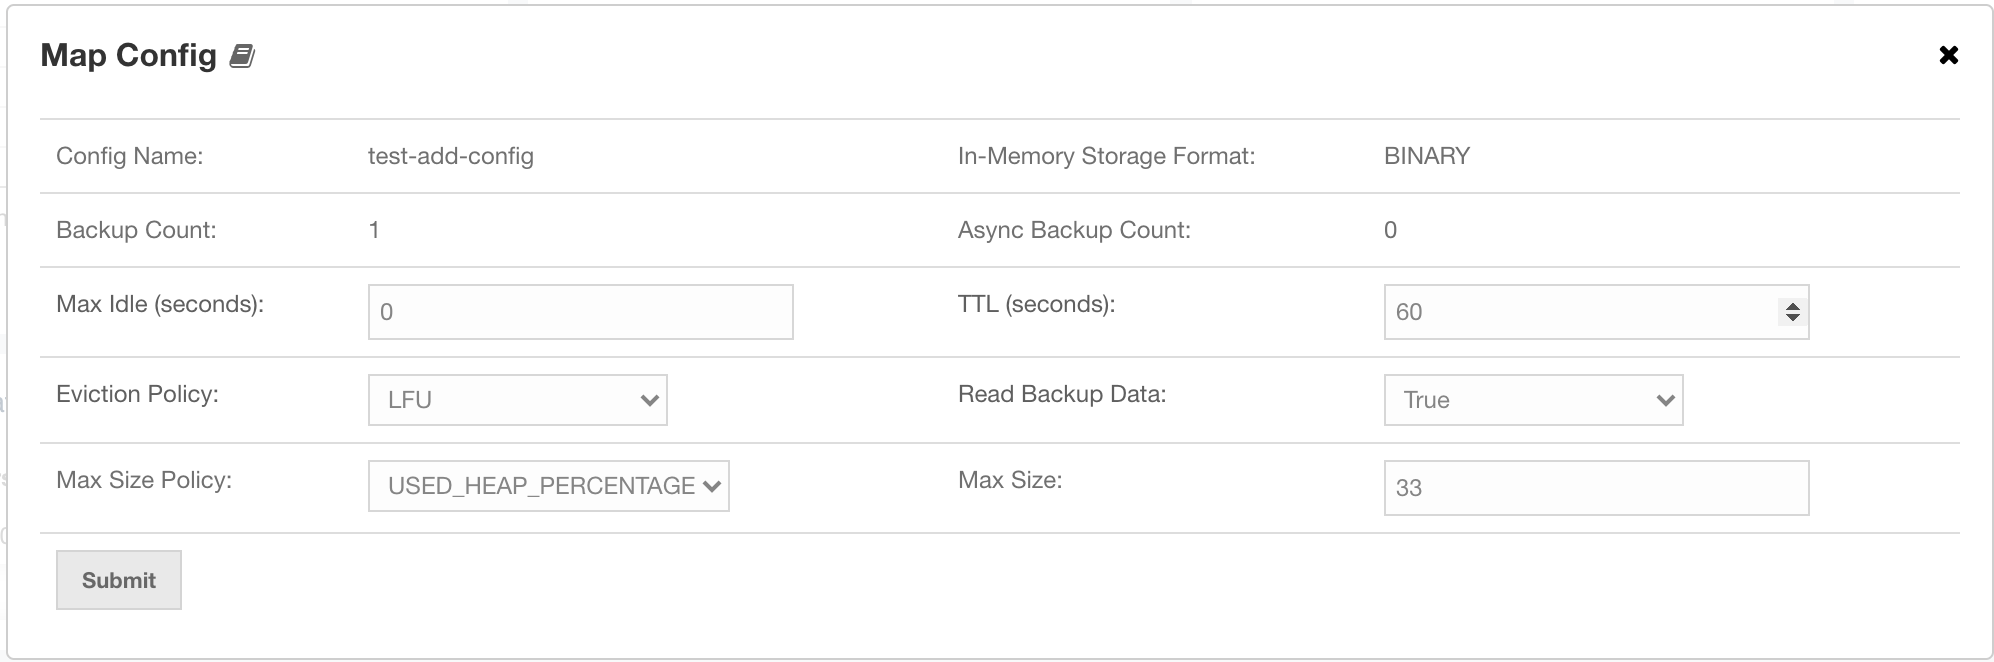 Map Config
Config Name: test-add-config In-Memory Storage Format: BINARY
Backup Count: 1 Async Backup Count: 0
Max Idle (seconds): 0 TTL (seconds): 60
Eviction Policy: LFU Read Backup Data: True
Max Size Policy: USED_HEAP_PERCENTAGE Max Size: 33
Submit